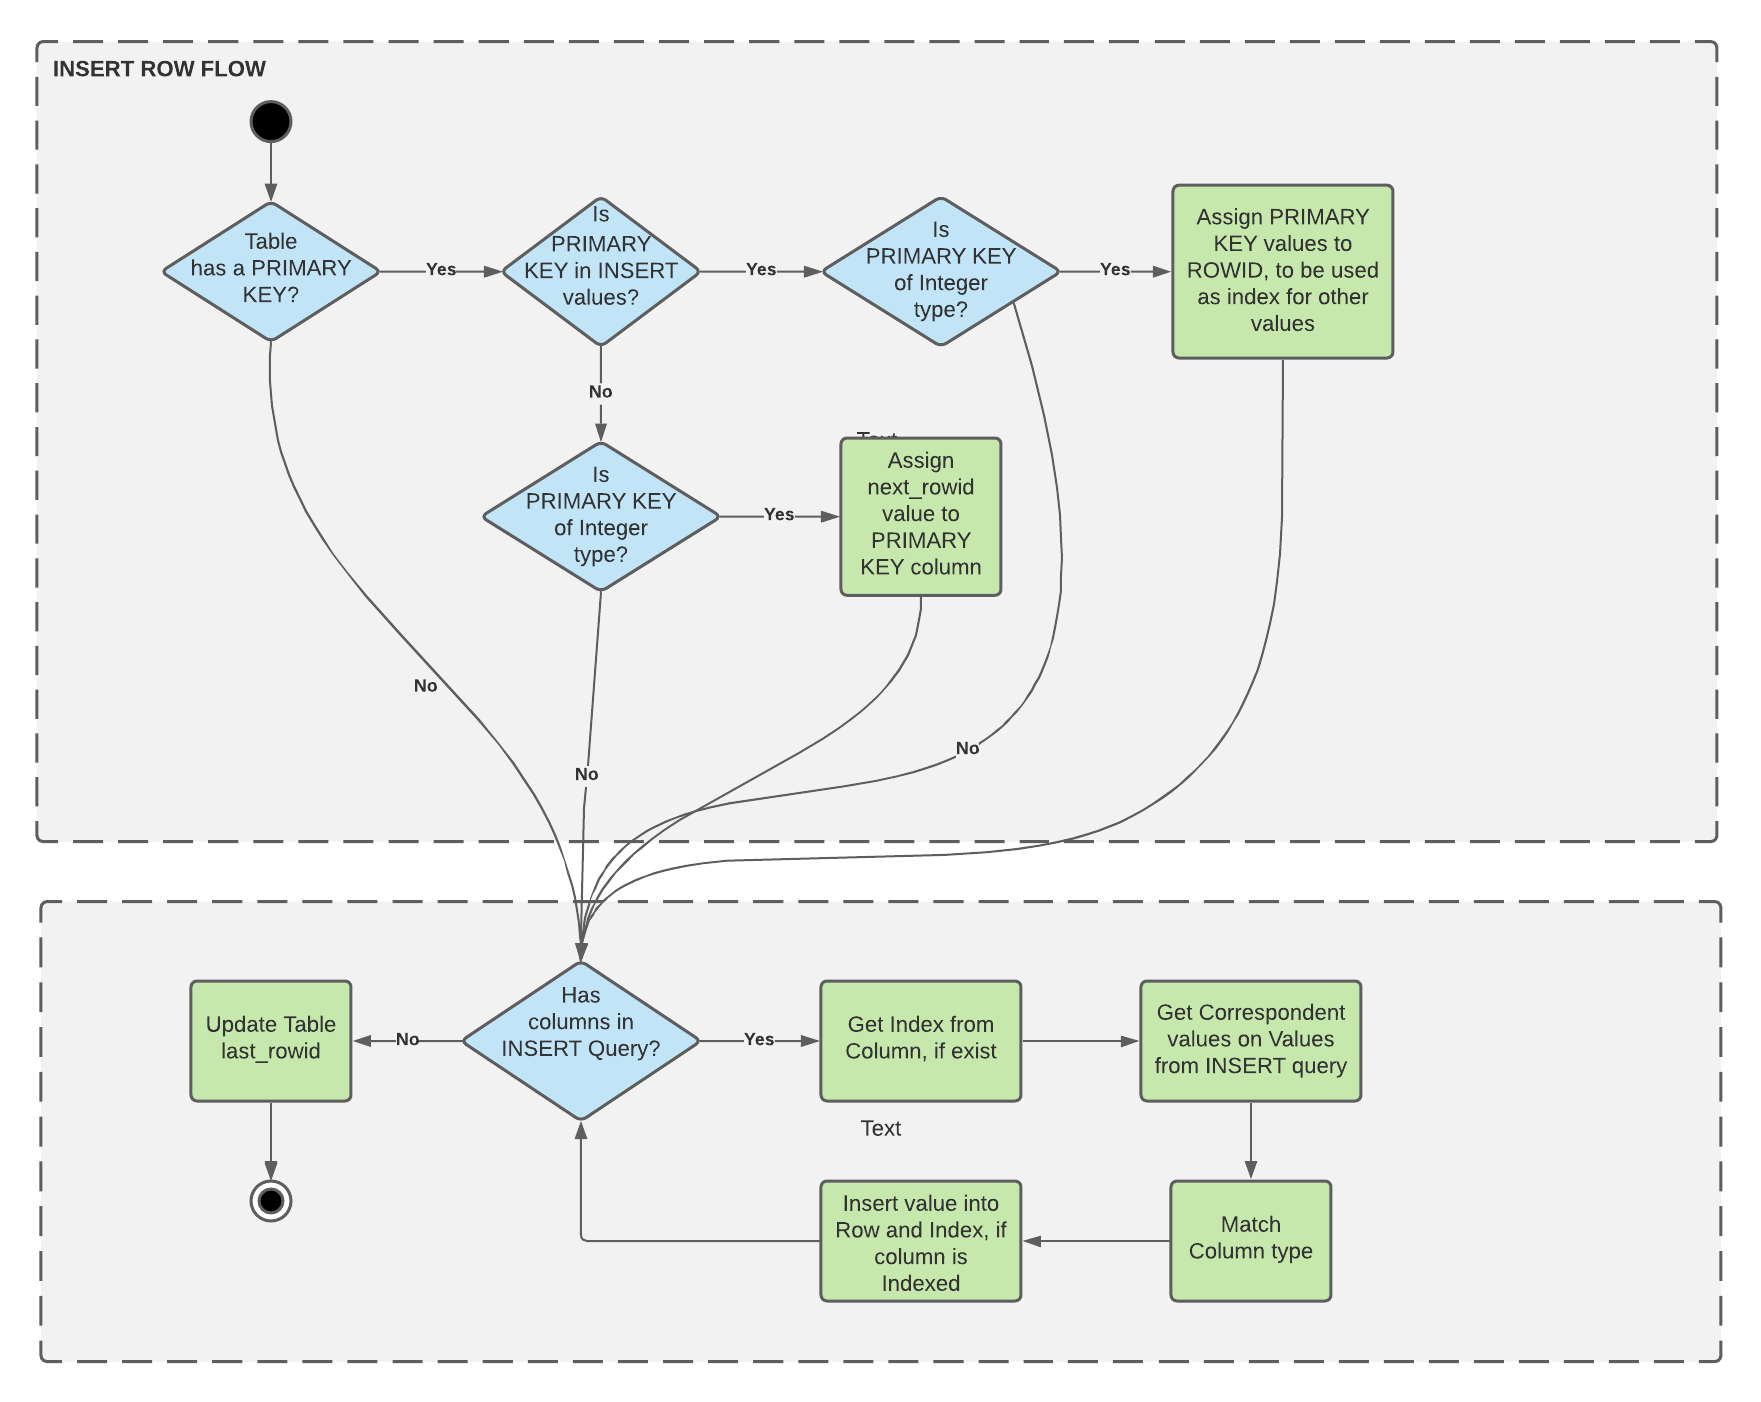 INSERT ROW FLOW
Table
has a PRIMARY
KEY?
Yes
Is
PRIMARY
KEY in INSERT
values?
Yes
Is
PRIMARY KEY
of Integer
type?
Yes
Assign PRIMARY
KEY values to
ROWID, to be used
as index for other
values
No
Is
PRIMARY KEY
of Integer
type?
Yes
Text
Assign
next_rowid
value to
PRIMARY
KEY column
No
No
No
Update Table
last_rowid
No
Has
columns in
INSERT Query?
Yes
Get Index from
Column, if exist
Get Correspondent
values on Values
from INSERT query
Text
Insert value into
Row and Index, if
column is
Indexed
Match
Column type